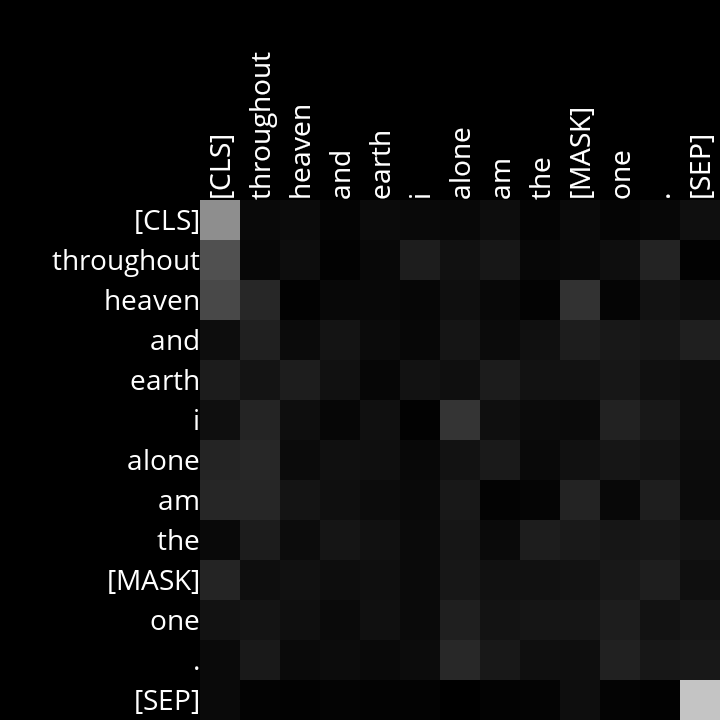 [CLS] throughout heaven and earth i alone am the [MASK] one . [SEP]
[CLS]
throughout
heaven
and
earth
i
alone
am
the
[MASK]
one
.
[SEP]